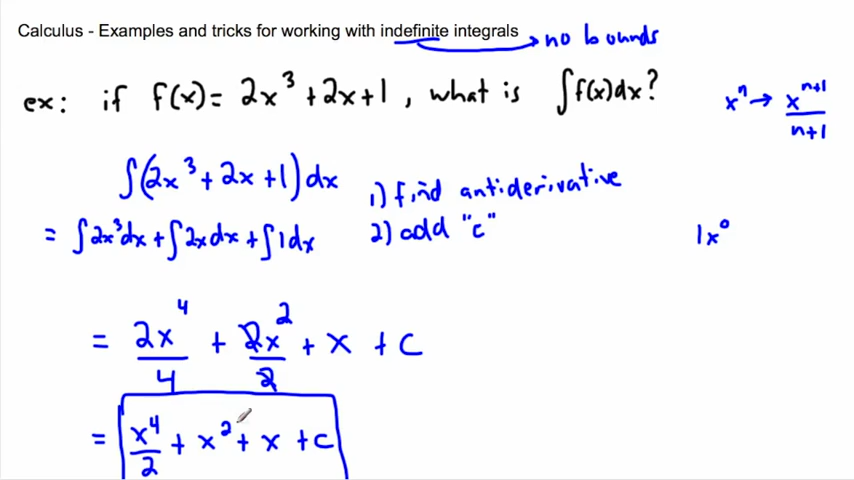 Calculus - Examples and tricks for working with indefinite integrals
→ no bounds
ex: if f(x)= 2x³ + 2x + 1, what is ∫f(x)dx?
xⁿ → xⁿ⁺¹/n+1
∫(2x³ + 2x + 1)dx
1) find antiderivative
= ∫2x³dx + ∫2xdx + ∫1dx
2) add "c"
1x⁰
= 2x⁴/4 + 2x²/2 + x + c
= x⁴/2 + x² + x + c